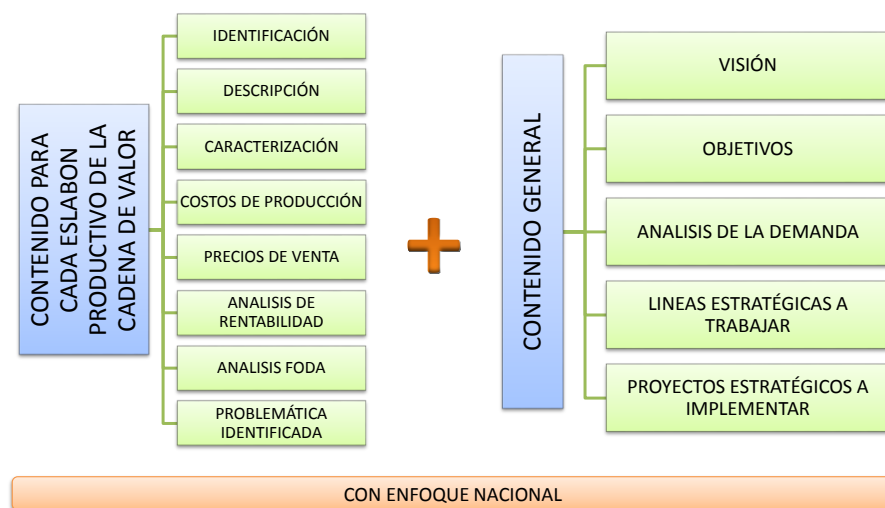 CONTENIDO PARA
CADA ESLABON
PRODUCTIVO DE LA
CADENA DE VALOR
IDENTIFICACIÓN
DESCRIPCIÓN
CARACTERIZACIÓN
COSTOS DE PRODUCCIÓN
PRECIOS DE VENTA
ANALISIS DE
RENTABILIDAD
ANALISIS FODA
PROBLEMÁTICA
IDENTIFICADA
CONTENIDO GENERAL
VISIÓN
OBJETIVOS
ANALISIS DE LA DEMANDA
LINEAS ESTRATÉGICAS A
TRABAJAR
PROYECTOS ESTRATÉGICOS A
IMPLEMENTAR
CON ENFOQUE NACIONAL